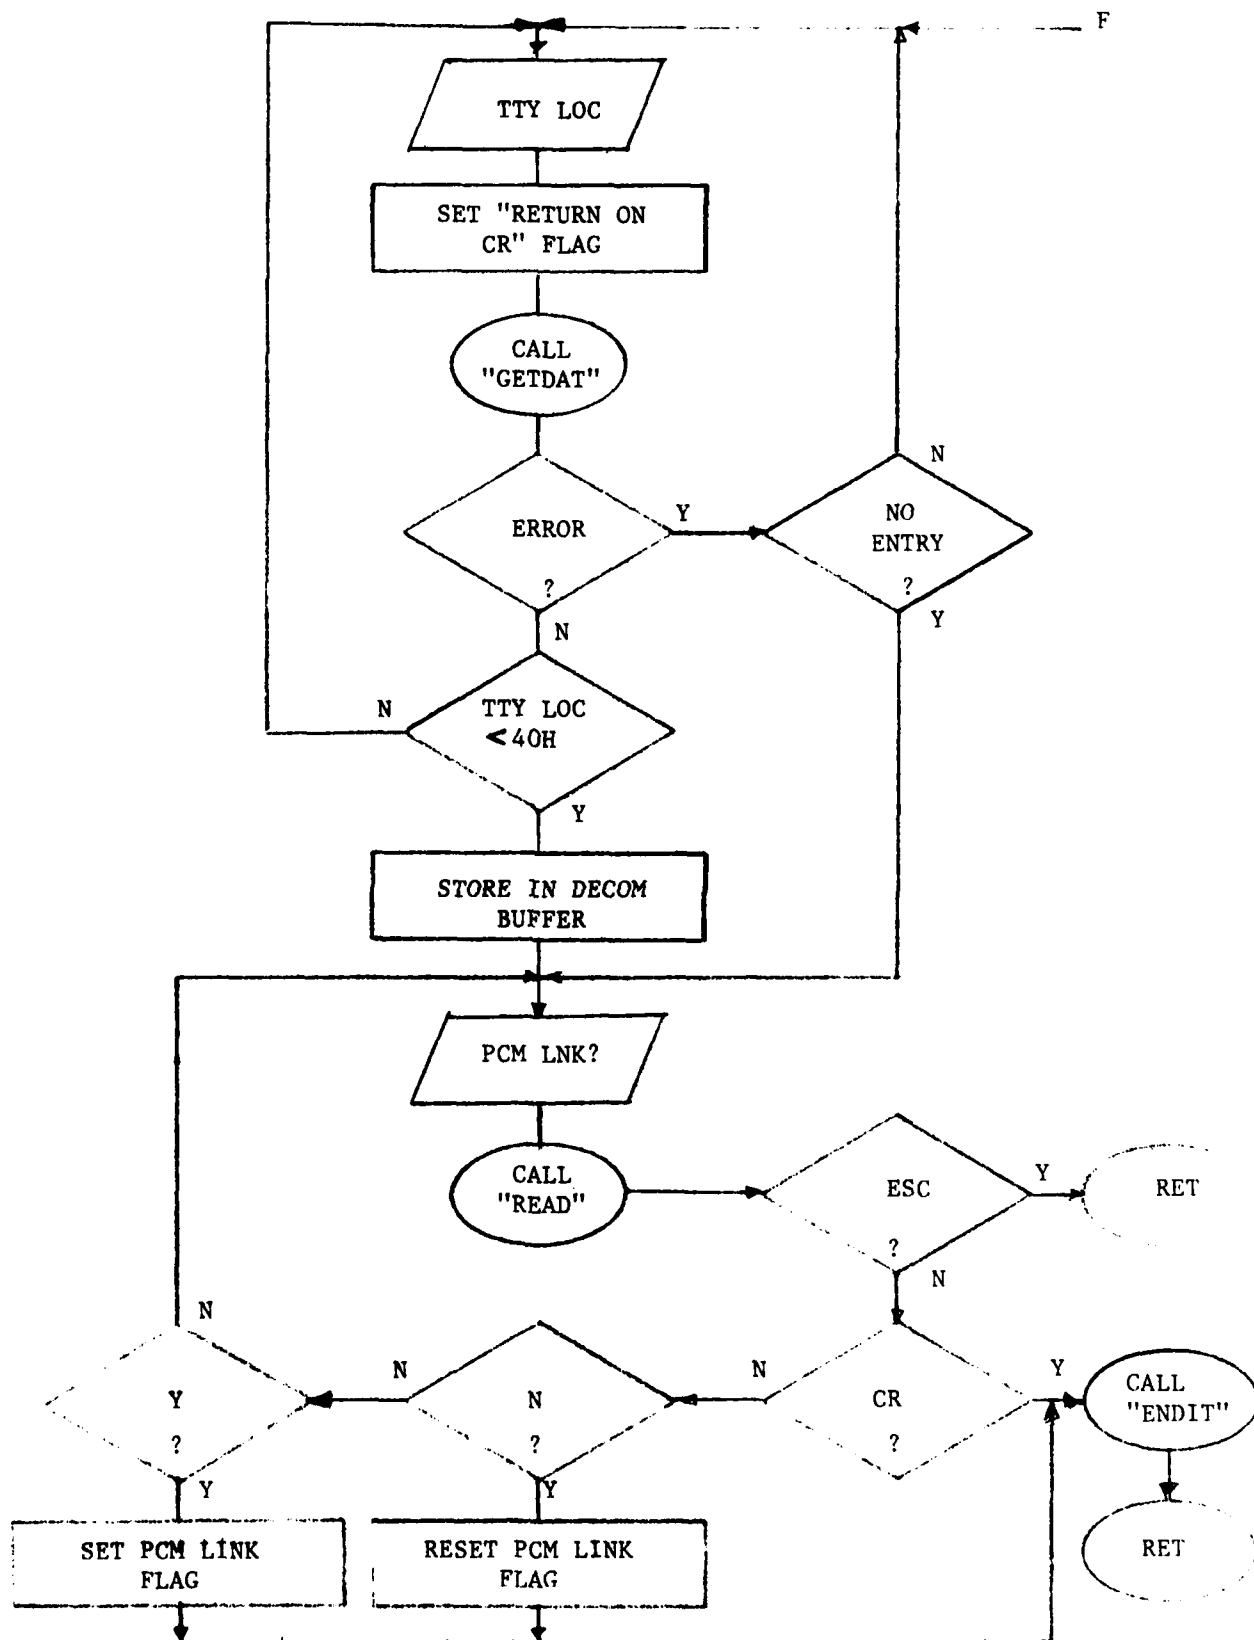 F
TTY LOC
SET "RETURN ON
CR" FLAG
CALL
"GETDAT"
N
ERROR
Y
NO
ENTRY
?
?
Y
N
N
TTY LOC
<40H
Y
STORE IN DECOM
BUFFER
PCM LNK?
CALL
"READ"
ESC
Y
RET
?
N
N
Y
?
N
N
?
N
CR
?
Y
CALL
"ENDIT"
Y
Y
SET PCM LINK
FLAG
RESET PCM LINK
FLAG
RET